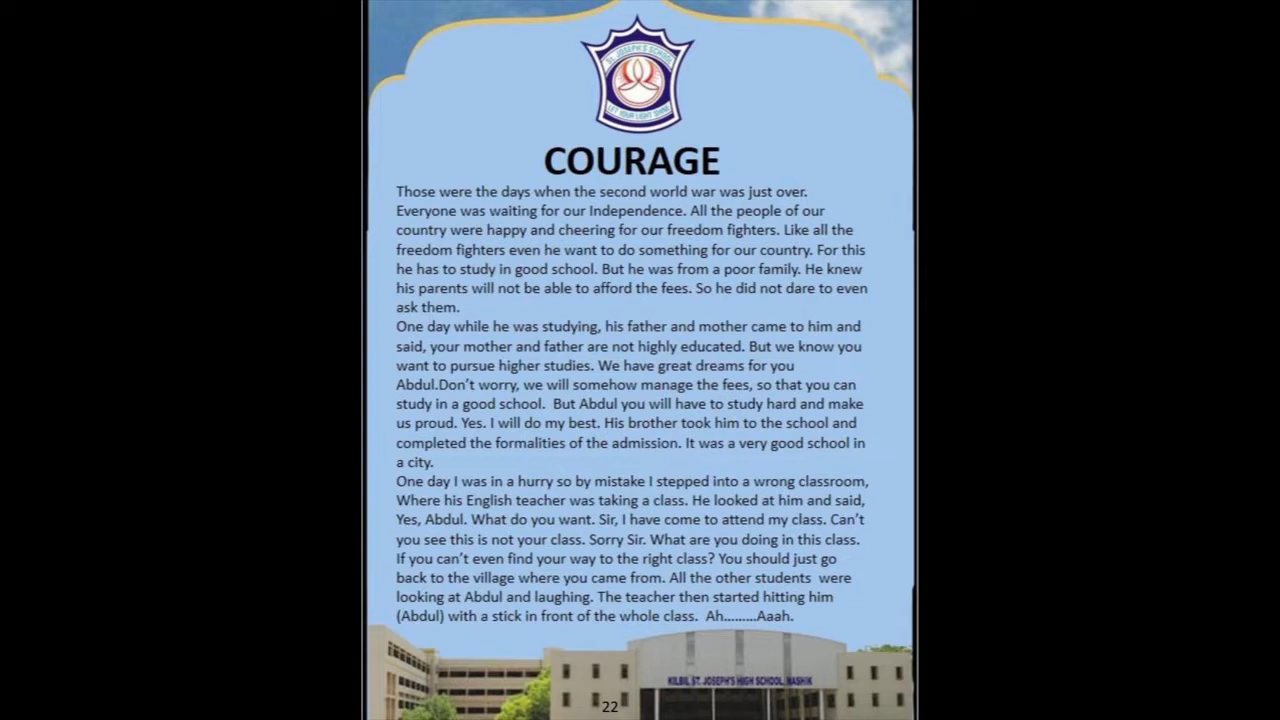 ST. JOSEPH'S SCHOOL
LET YOUR LIGHT SHINE
COURAGE
Those were the days when the second world war was just over.
Everyone was waiting for our Independence. All the people of our
country were happy and cheering for our freedom fighters. Like all the
freedom fighters even he want to do something for our country. For this
he has to study in good school. But he was from a poor family. He knew
his parents will not be able to afford the fees. So he did not dare to even
ask them.
One day while he was studying, his father and mother came to him and
said, your mother and father are not highly educated. But we know you
want to pursue higher studies. We have great dreams for you
Abdul.Don't worry, we will somehow manage the fees, so that you can
study in a good school.  But Abdul you will have to study hard and make
us proud. Yes. I will do my best. His brother took him to the school and
completed the formalities of the admission. It was a very good school in
a city.
One day I was in a hurry so by mistake I stepped into a wrong classroom,
Where his English teacher was taking a class. He looked at him and said,
Yes, Abdul. What do you want. Sir, I have come to attend my class. Can't
you see this is not your class. Sorry Sir. What are you doing in this class.
If you can't even find your way to the right class? You should just go
back to the village where you came from. All the other students  were
looking at Abdul and laughing. The teacher then started hitting him
(Abdul) with a stick in front of the whole class.  Ah.........Aaah.
KILBIL ST. JOSEPH'S HIGH SCHOOL, NASHIK
22